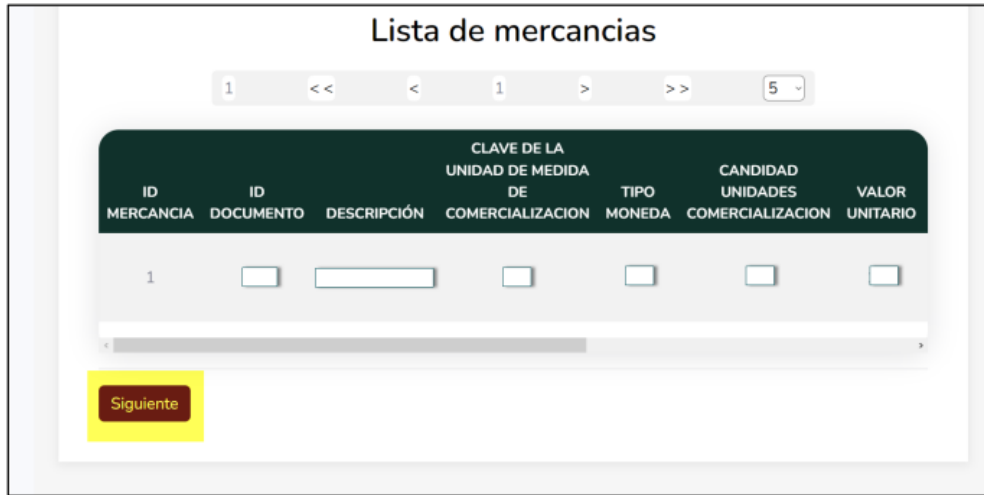 Lista de mercancias
1 < < < 1 > > > 5
ID MERCANCIA
ID DOCUMENTO
DESCRIPCIÓN
CLAVE DE LA UNIDAD DE MEDIDA DE COMERCIALIZACION
TIPO MONEDA
CANDIDAD UNIDADES COMERCIALIZACION
VALOR UNITARIO
1
Siguiente